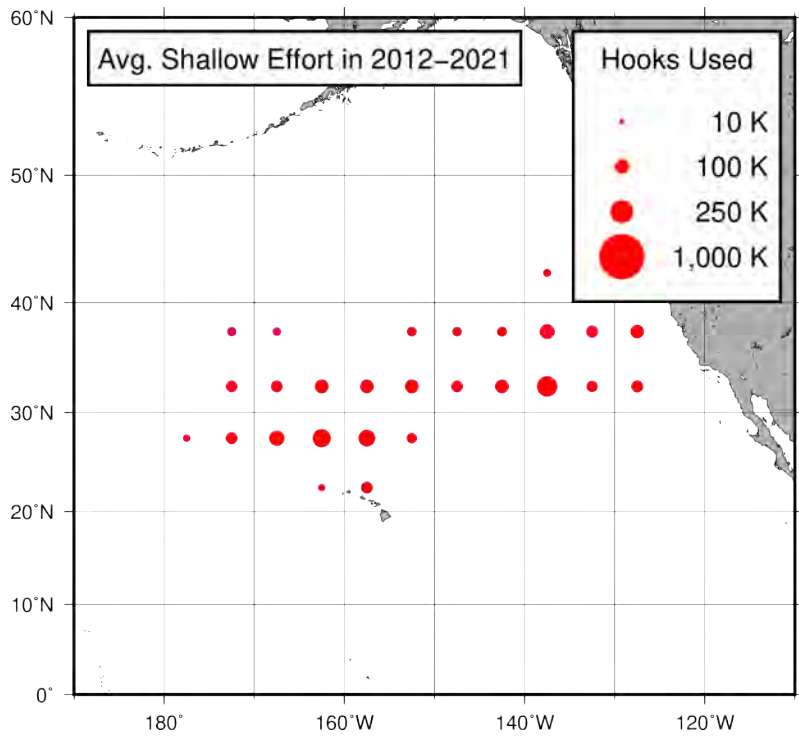 60˚N
Avg. Shallow Effort in 2012–2021
Hooks Used
10 K
100 K
250 K
1,000 K
50˚N
40˚N
30˚N
20˚N
10˚N
0˚
180˚
160˚W
140˚W
120˚W